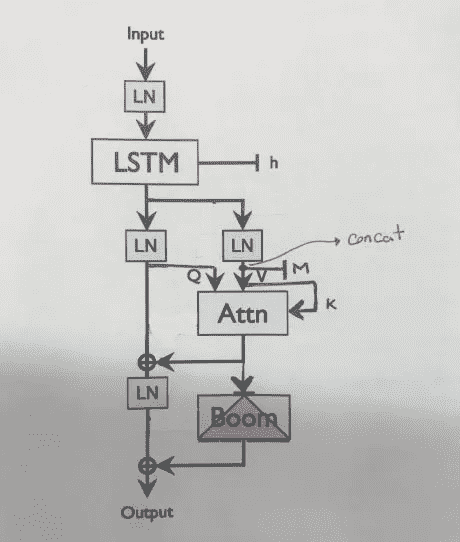 Input
LN
LSTM
h
LN
LN
concat
M
Q
V
K
Attn
LN
Boom
Output